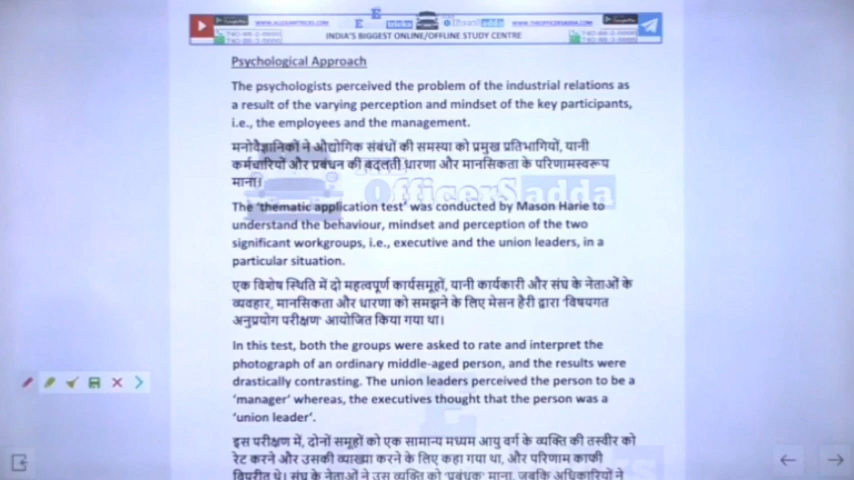 WWW.AUDITMITRES.COM
E
tricks
OfficersAdda
WWW.THEOFFICERSADDA.COM
INDIA'S BIGGEST ONLINE/OFFLINE STUDY CENTRE
Psychological Approach
The psychologists perceived the problem of the industrial relations as
a result of the varying perception and mindset of the key participants,
i.e., the employees and the management.
मनोवैज्ञानिकों ने औद्योगिक संबंधों की समस्या को प्रमुख प्रतिभागियों, यानी
कर्मचारियों और प्रबंधन की बदलती धारणा और मानसिकता के परिणामस्वरूप
माना।
OfficersAdda
The 'thematic application test' was conducted by Mason Harie to
understand the behaviour, mindset and perception of the two
significant workgroups, i.e., executive and the union leaders, in a
particular situation.
एक विशेष स्थिति में दो महत्वपूर्ण कार्यसमूहों, यानी कार्यकारी और संघ के नेताओं के
व्यवहार, मानसिकता और धारणा को समझने के लिए मेसन हैरी द्वारा 'विषयगत
अनुप्रयोग परीक्षण' आयोजित किया गया था।
In this test, both the groups were asked to rate and interpret the
photograph of an ordinary middle-aged person, and the results were
drastically contrasting. The union leaders perceived the person to be a
'manager' whereas, the executives thought that the person was a
'union leader'.
इस परीक्षण में, दोनों समूहों को एक सामान्य मध्यम आयु वर्ग के व्यक्ति की तस्वीर को
रेट करने और उसकी व्याख्या करने के लिए कहा गया था, और परिणाम काफी
विपरीत थे। संघ के नेताओं ने उस व्यक्ति को 'प्रबंधक' माना, जबकि अधिकारियों ने